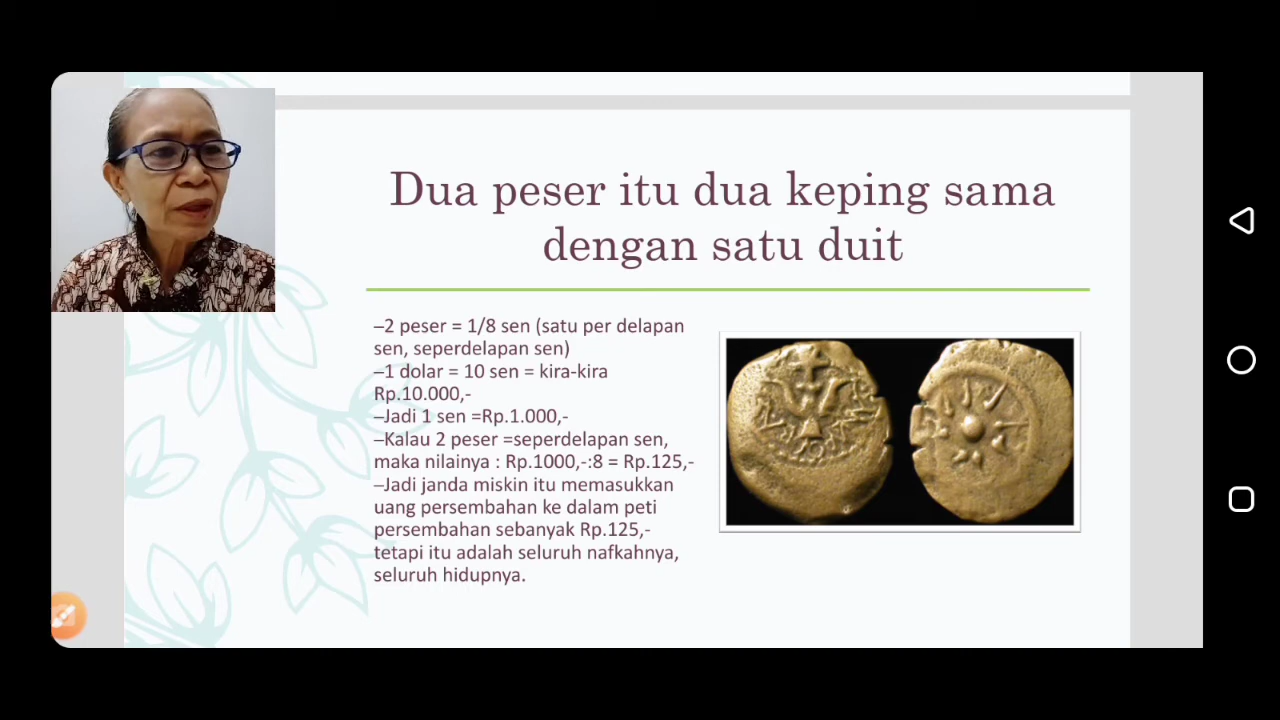 Dua peser itu dua keping sama
dengan satu duit
–2 peser = 1/8 sen (satu per delapan
sen, seperdelapan sen)
–1 dolar = 10 sen = kira-kira
Rp.10.000,-
–Jadi 1 sen =Rp.1.000,-
–Kalau 2 peser =seperdelapan sen,
maka nilainya : Rp.1000,-:8 = Rp.125,-
–Jadi janda miskin itu memasukkan
uang persembahan ke dalam peti
persembahan sebanyak Rp.125,-
tetapi itu adalah seluruh nafkahnya,
seluruh hidupnya.